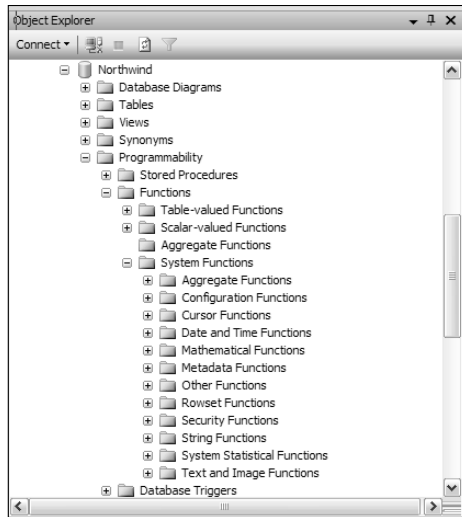 Object Explorer
Connect
Northwind
Database Diagrams
Tables
Views
Synonyms
Programmability
Stored Procedures
Functions
Table-valued Functions
Scalar-valued Functions
Aggregate Functions
System Functions
Aggregate Functions
Configuration Functions
Cursor Functions
Date and Time Functions
Mathematical Functions
Metadata Functions
Other Functions
Rowset Functions
Security Functions
String Functions
System Statistical Functions
Text and Image Functions
Database Triggers